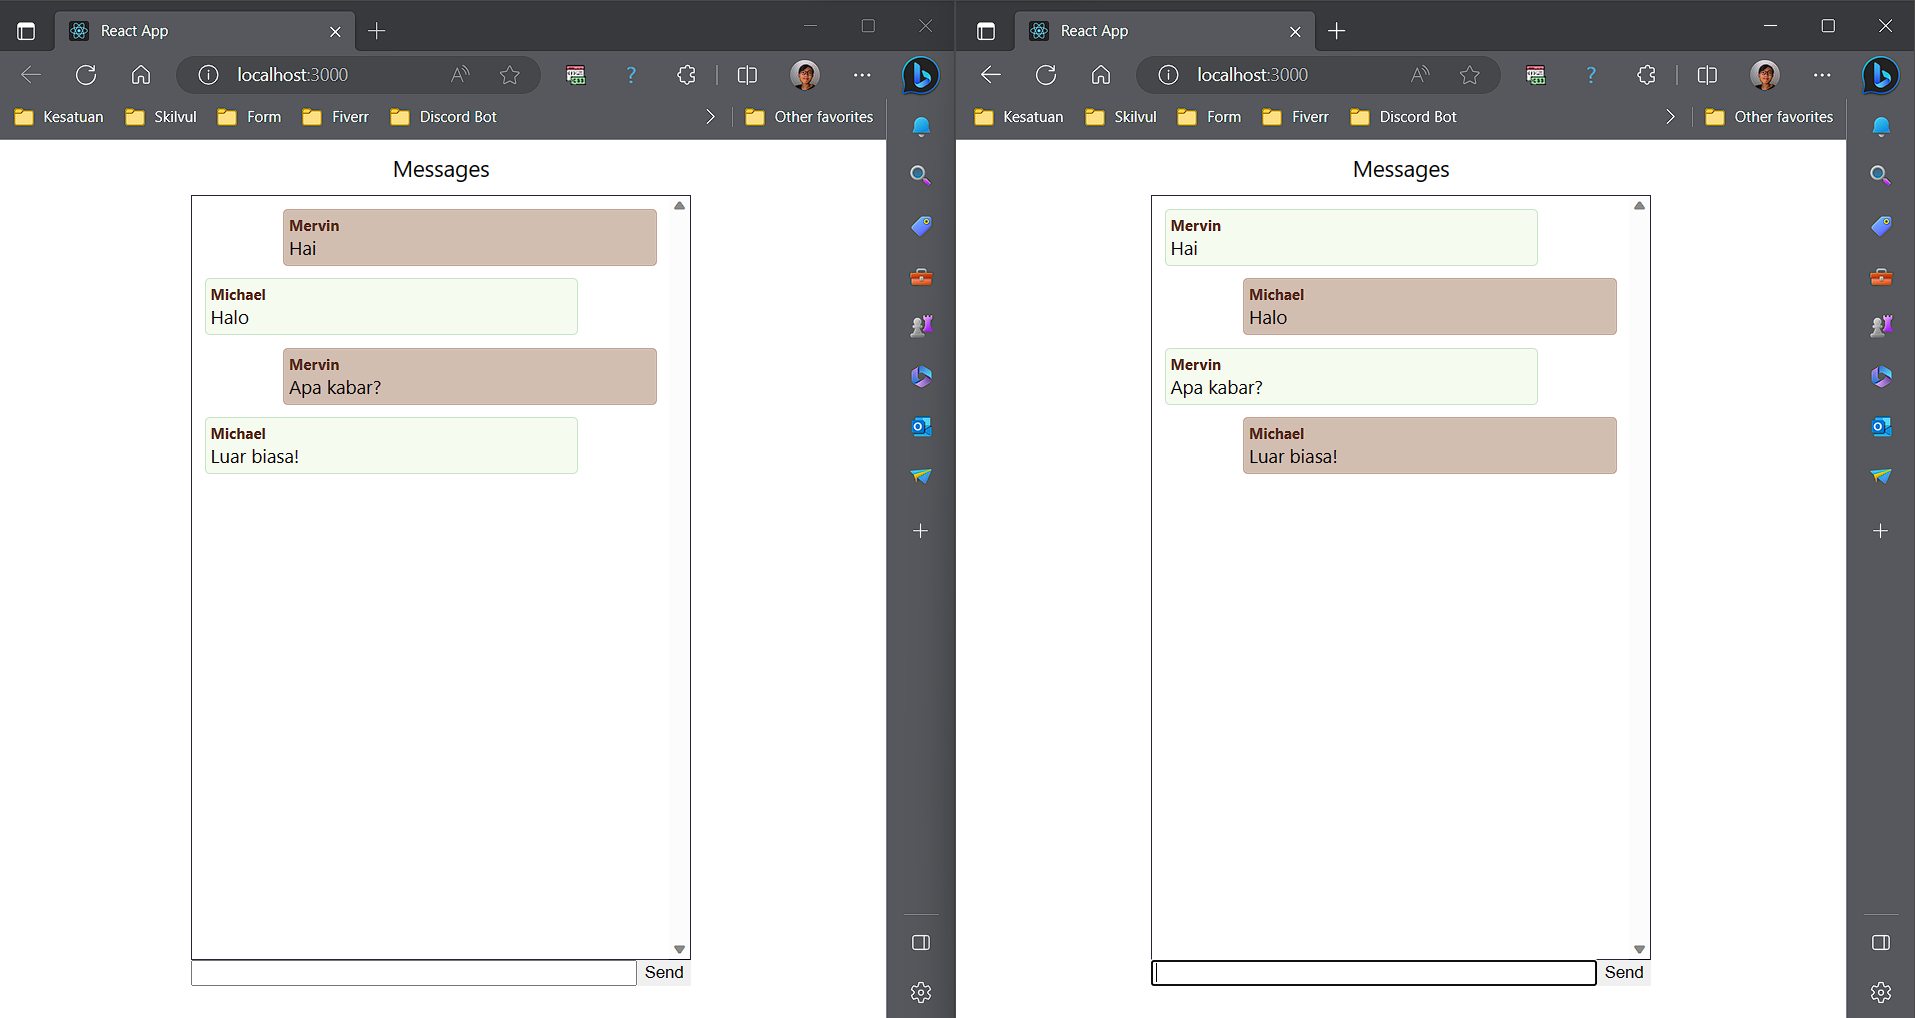 React App
localhost:3000
Kesatuan Skilvul Form Fiverr Discord Bot Other favorites
Messages
Mervin
Hai
Michael
Halo
Mervin
Apa kabar?
Michael
Luar biasa!
Send
React App
localhost:3000
Kesatuan Skilvul Form Fiverr Discord Bot Other favorites
Messages
Mervin
Hai
Michael
Halo
Mervin
Apa kabar?
Michael
Luar biasa!
Send